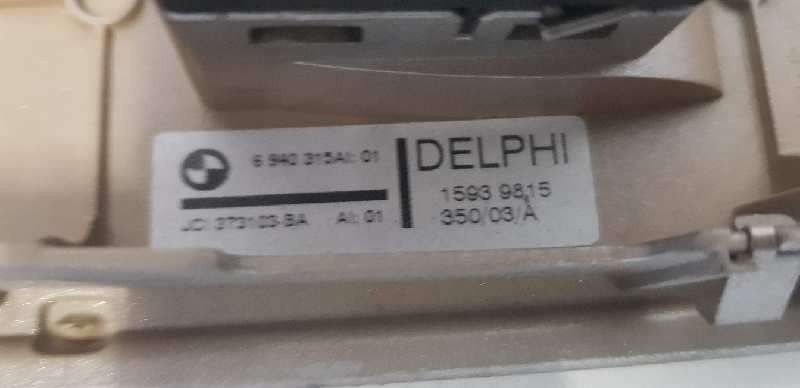 6 940 315AI: 01
JCI 373103-BA AI: 01
DELPHI
1593 9815
350/03/A